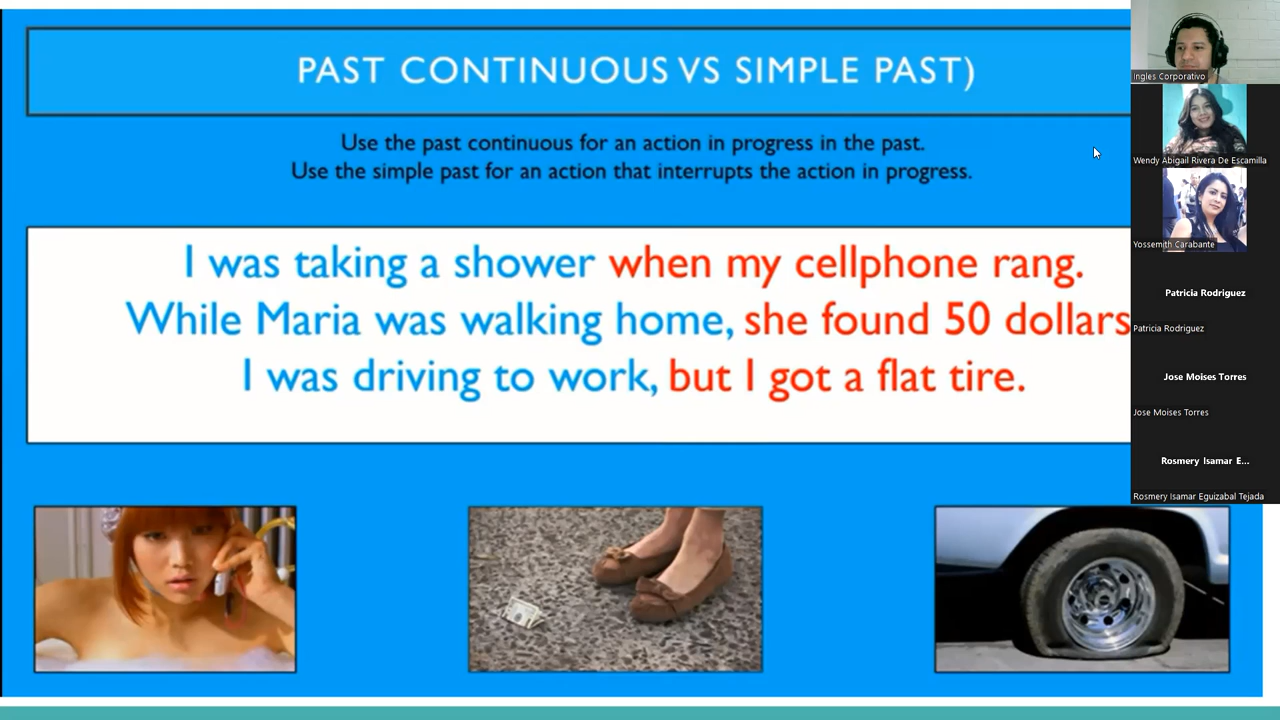 PAST CONTINUOUS VS SIMPLE PAST)
Use the past continuous for an action in progress in the past.
Use the simple past for an action that interrupts the action in progress.
I was taking a shower when my cellphone rang.
While Maria was walking home, she found 50 dollars
I was driving to work, but I got a flat tire.
Ingles Corporativo
Wendy Abigail Rivera De Escamilla
Yossemith Carabante
Patricia Rodriguez
Patricia Rodriguez
Jose Moises Torres
Jose Moises Torres
Rosmery Isamar E...
Rosmery Isamar Eguizabal Tejada